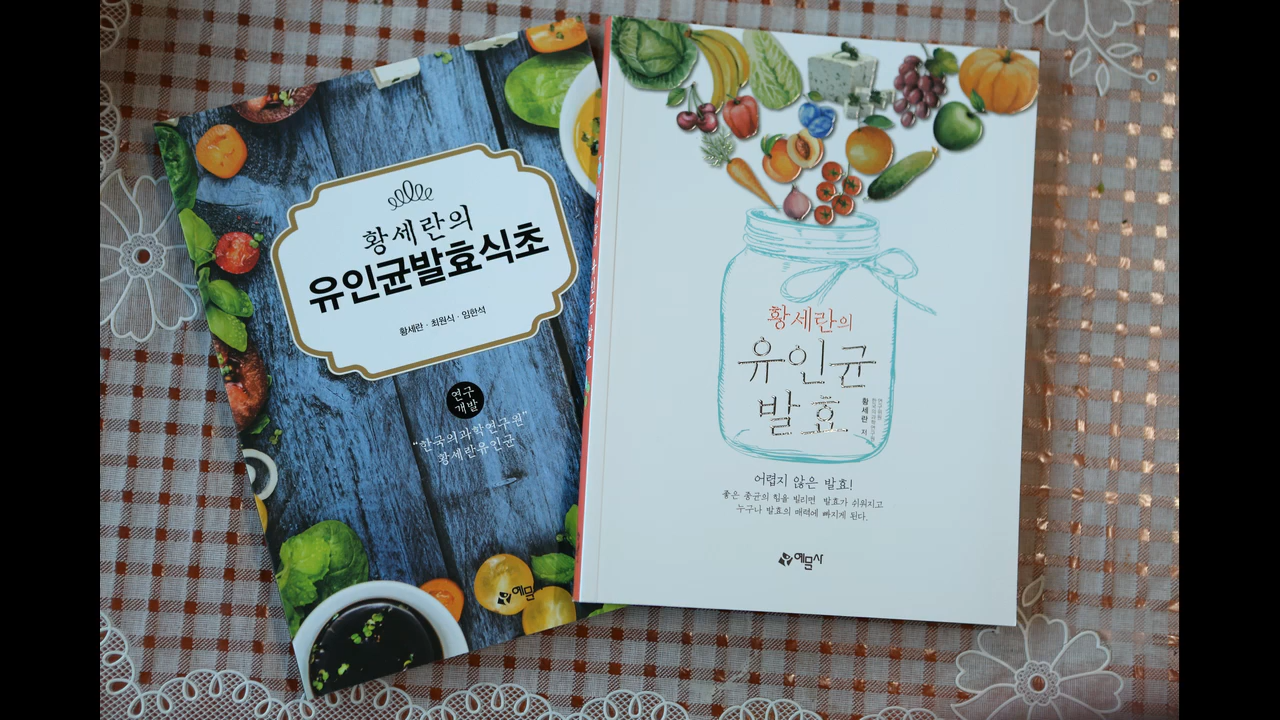 황세란의
유인균발효식초
황세란 · 최원식 · 임한석
연구
개발
“한국의과학연구원”
황세란유인균
예문
황세란의
유인균
발효
황세란 저
어렵지 않은 발효!
좋은 종균의 힘을 빌리면 발효가 쉬워지고
누구나 발효의 매력에 빠지게 된다.
예문사